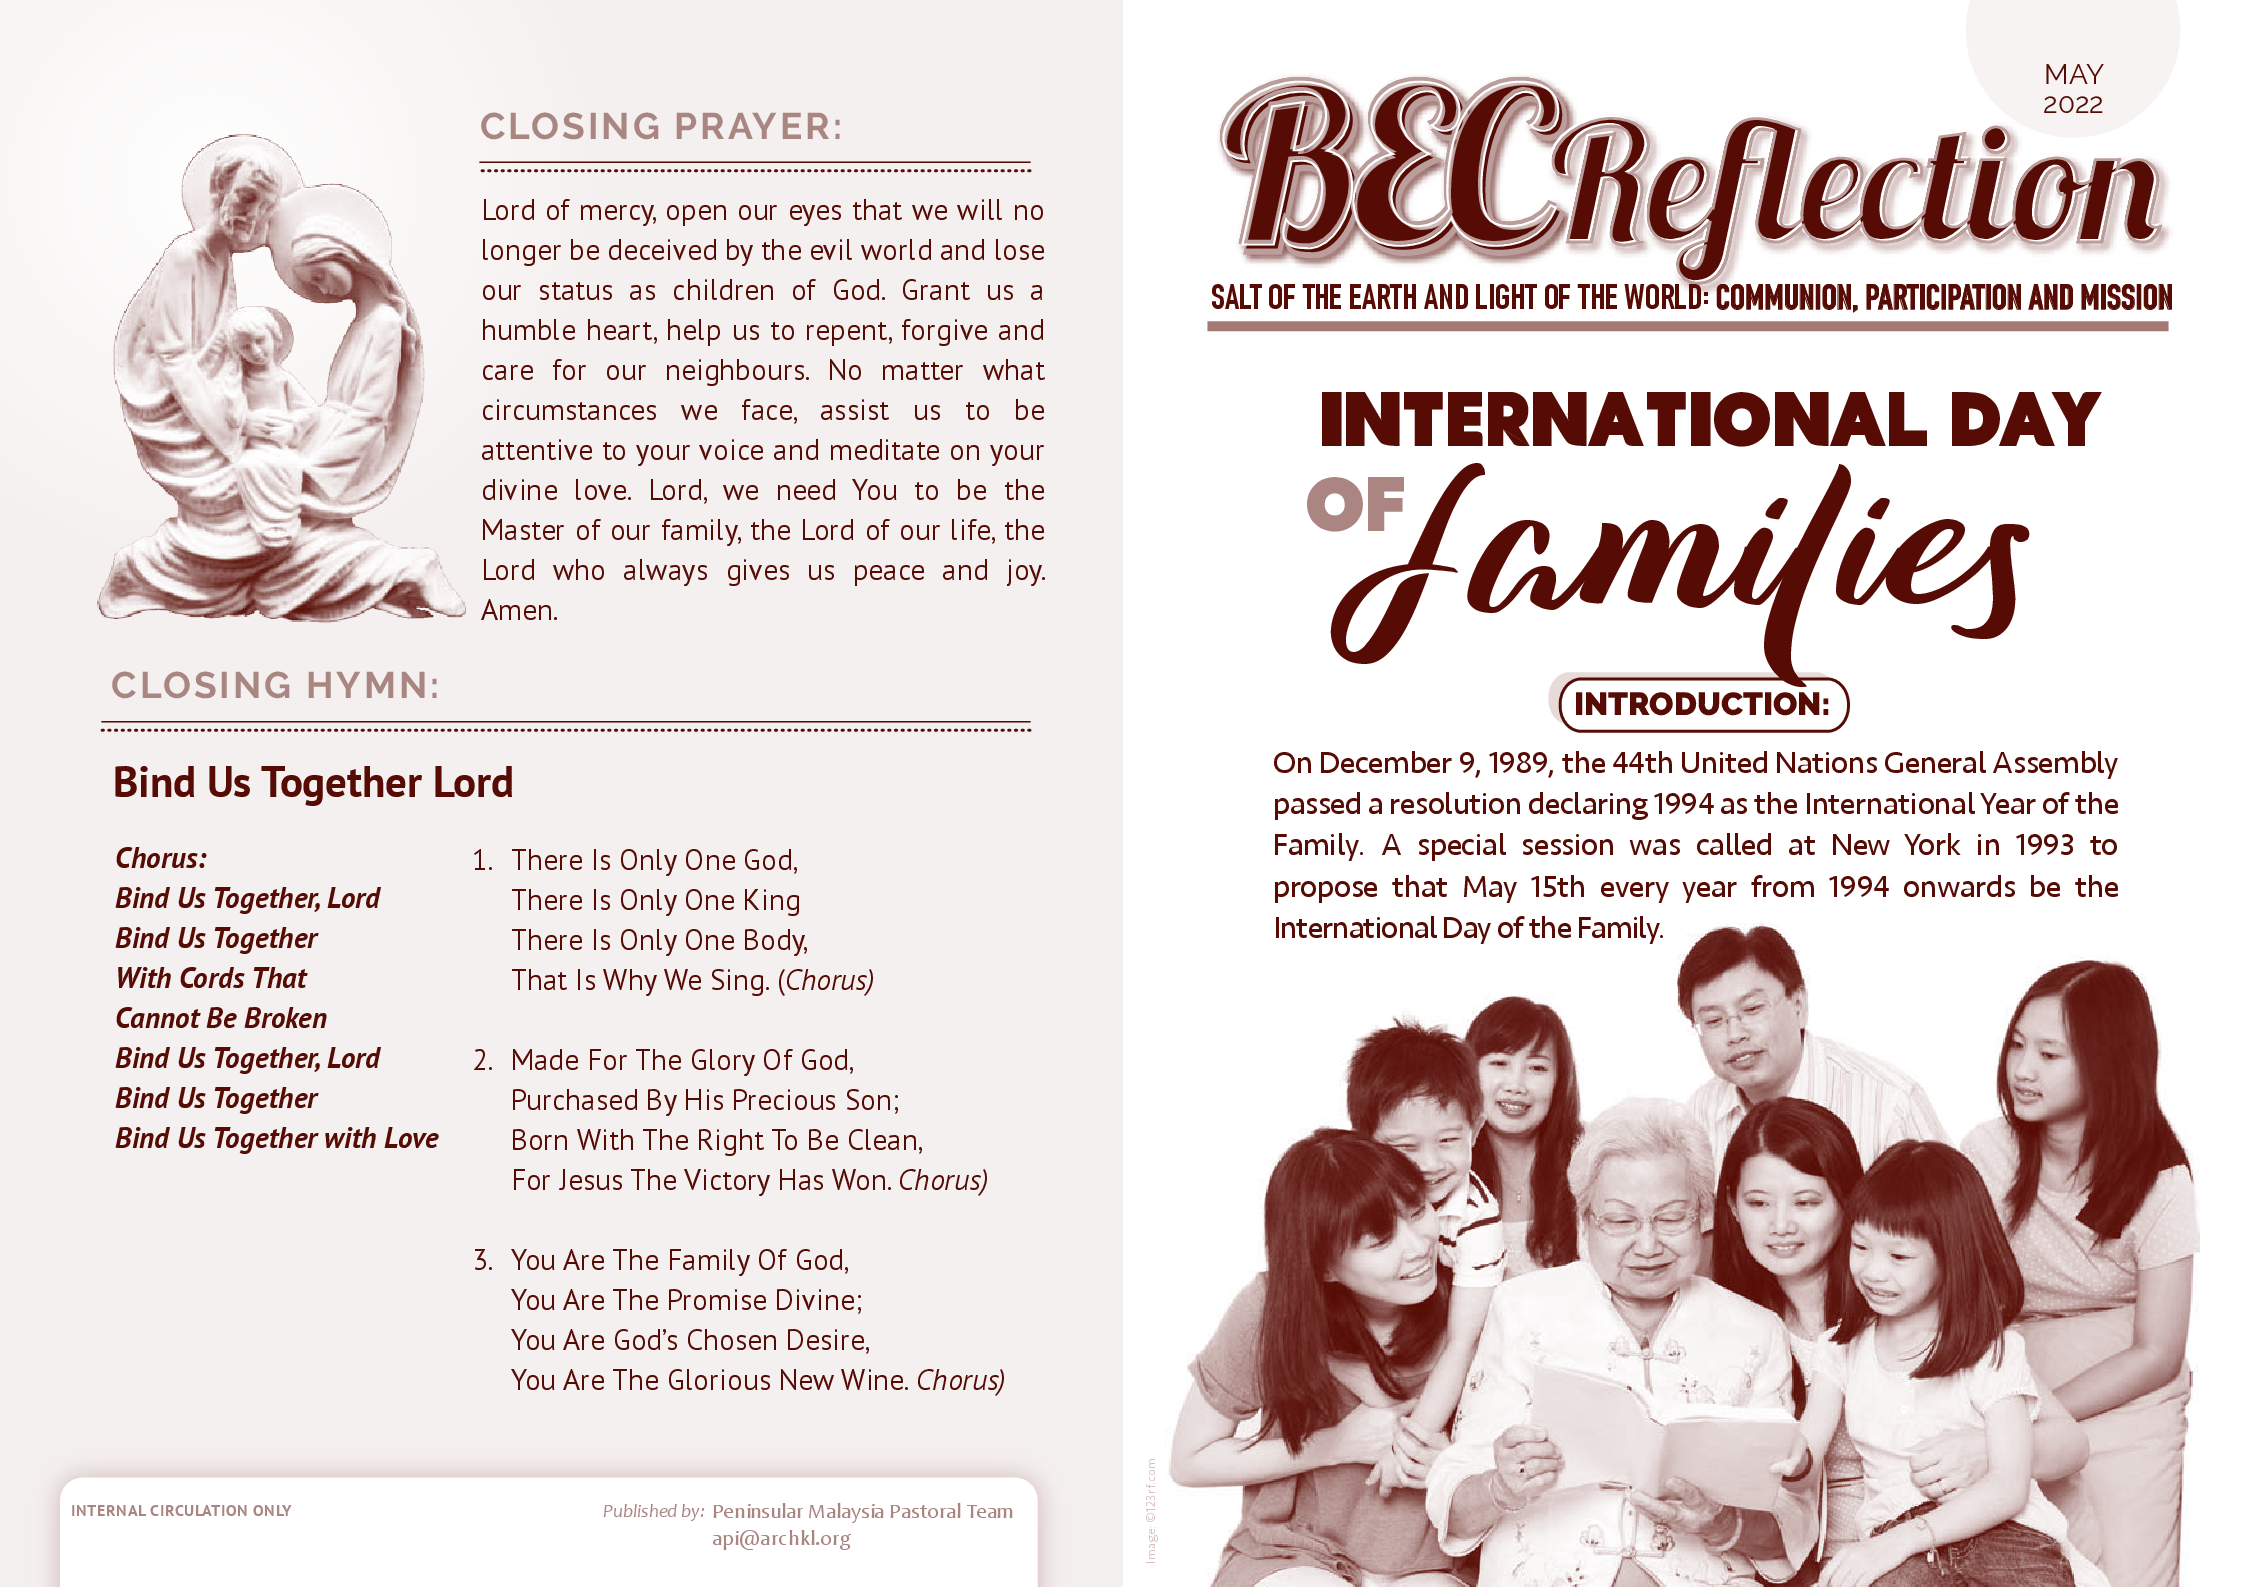 CLOSING PRAYER:
Lord of mercy, open our eyes that we will no
longer be deceived by the evil world and lose
our status as children of God. Grant us a
humble heart, help us to repent, forgive and
care for our neighbours. No matter what
circumstances we face, assist us to be
attentive to your voice and meditate on your
divine love. Lord, we need You to be the
Master of our family, the Lord of our life, the
Lord who always gives us peace and joy.
Amen.
CLOSING HYMN:
Bind Us Together Lord
Chorus:
Bind Us Together, Lord
Bind Us Together
With Cords That
Cannot Be Broken
Bind Us Together, Lord
Bind Us Together
Bind Us Together with Love
1. There Is Only One God,
There Is Only One King
There Is Only One Body,
That Is Why We Sing. (Chorus)
2. Made For The Glory Of God,
Purchased By His Precious Son;
Born With The Right To Be Clean,
For Jesus The Victory Has Won. Chorus)
3. You Are The Family Of God,
You Are The Promise Divine;
You Are God's Chosen Desire,
You Are The Glorious New Wine. Chorus)
INTERNAL CIRCULATION ONLY
Published by: Peninsular Malaysia Pastoral Team
api@archkl.org
MAY
2022
BEC Reflection
SALT OF THE EARTH AND LIGHT OF THE WORLD: COMMUNION, PARTICIPATION AND MISSION
INTERNATIONAL DAY
OF families
INTRODUCTION:
On December 9, 1989, the 44th United Nations General Assembly
passed a resolution declaring 1994 as the International Year of the
Family. A special session was called at New York in 1993 to
propose that May 15th every year from 1994 onwards be the
International Day of the Family.
Image ©123rf.com